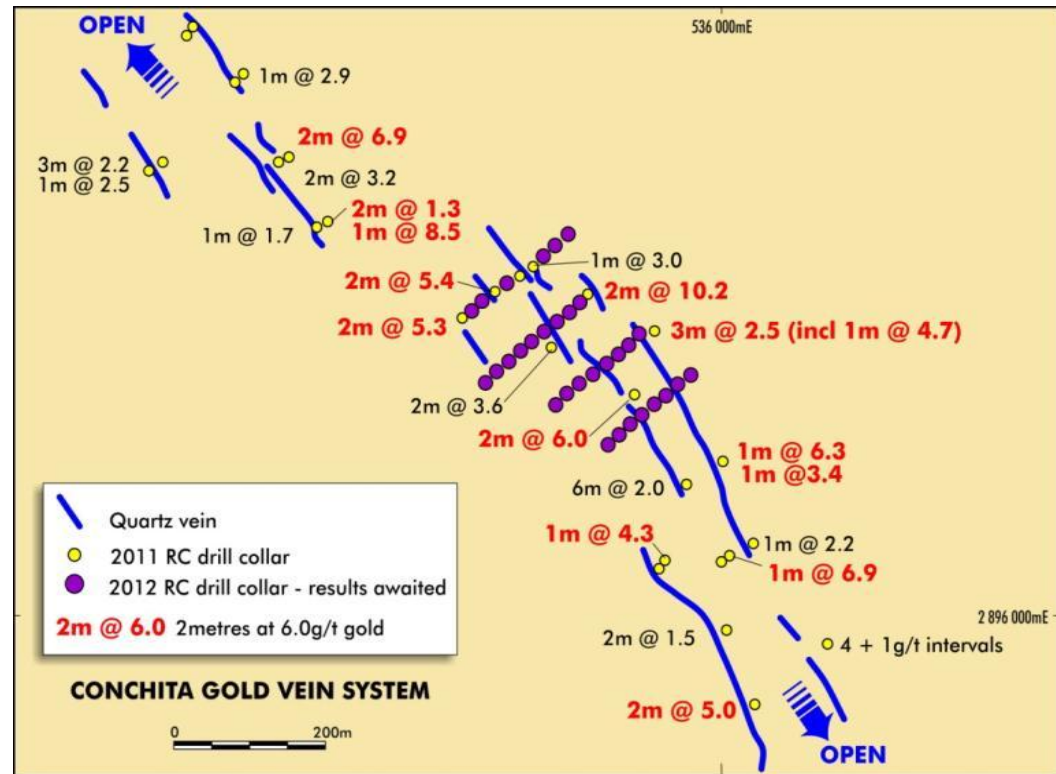 OPEN
536 000mE
1m @ 2.9
2m @ 6.9
3m @ 2.2
1m @ 2.5
2m @ 3.2
2m @ 1.3
1m @ 8.5
1m @ 1.7
1m @ 3.0
2m @ 5.4
2m @ 10.2
2m @ 5.3
3m @ 2.5 (incl 1m @ 4.7)
2m @ 3.6
2m @ 6.0
1m @ 6.3
1m @3.4
6m @ 2.0
1m @ 4.3
1m @ 2.2
1m @ 6.9
Quartz vein
2011 RC drill collar
2012 RC drill collar - results awaited
2m @ 6.0 2metres at 6.0g/t gold
2 896 000mE
2m @ 1.5
4 + 1g/t intervals
CONCHITA GOLD VEIN SYSTEM
2m @ 5.0
0 200m
OPEN